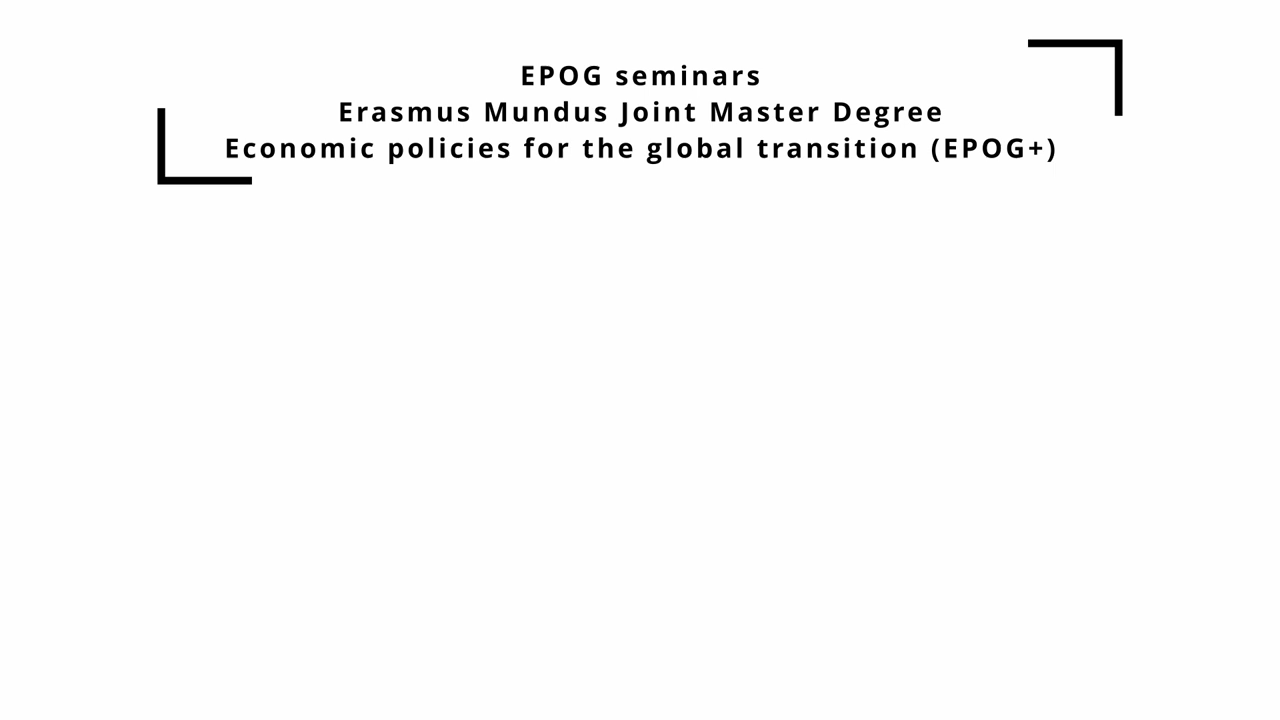 EPOG seminars
Erasmus Mundus Joint Master Degree
Economic policies for the global transition (EPOG+)